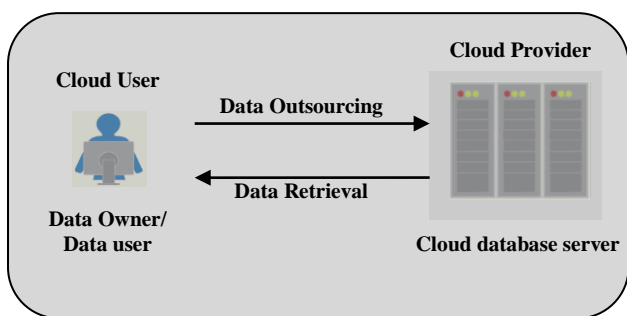 Cloud Provider
Cloud User
Data Outsourcing
Data Retrieval
Data Owner/
Data user
Cloud database server